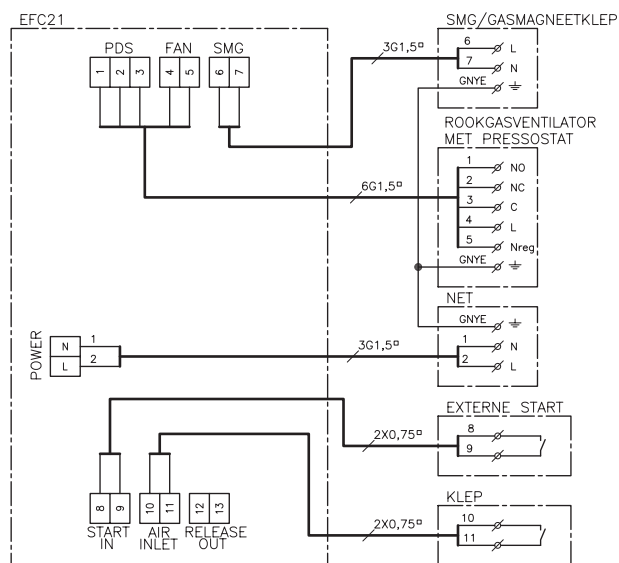 EFC21
SMG/GASMAGNEETKLEP
PDS FAN SMG
1 2 3 4 5 6 7
3G1,5¤
6 L
7 N
GNYE
ROOKGASVENTILATOR
MET PRESSOSTAT
6G1,5¤
1 NO
2 NC
3 C
4 L
5 Nreg
GNYE
NET
GNYE
POWER
N 1
L 2
3G1,5¤
1 N
2 L
EXTERNE START
2X0,75¤
8
9
KLEP
2X0,75¤
10
11
8 9 10 11 12 13
START AIR RELEASE
IN INLET OUT